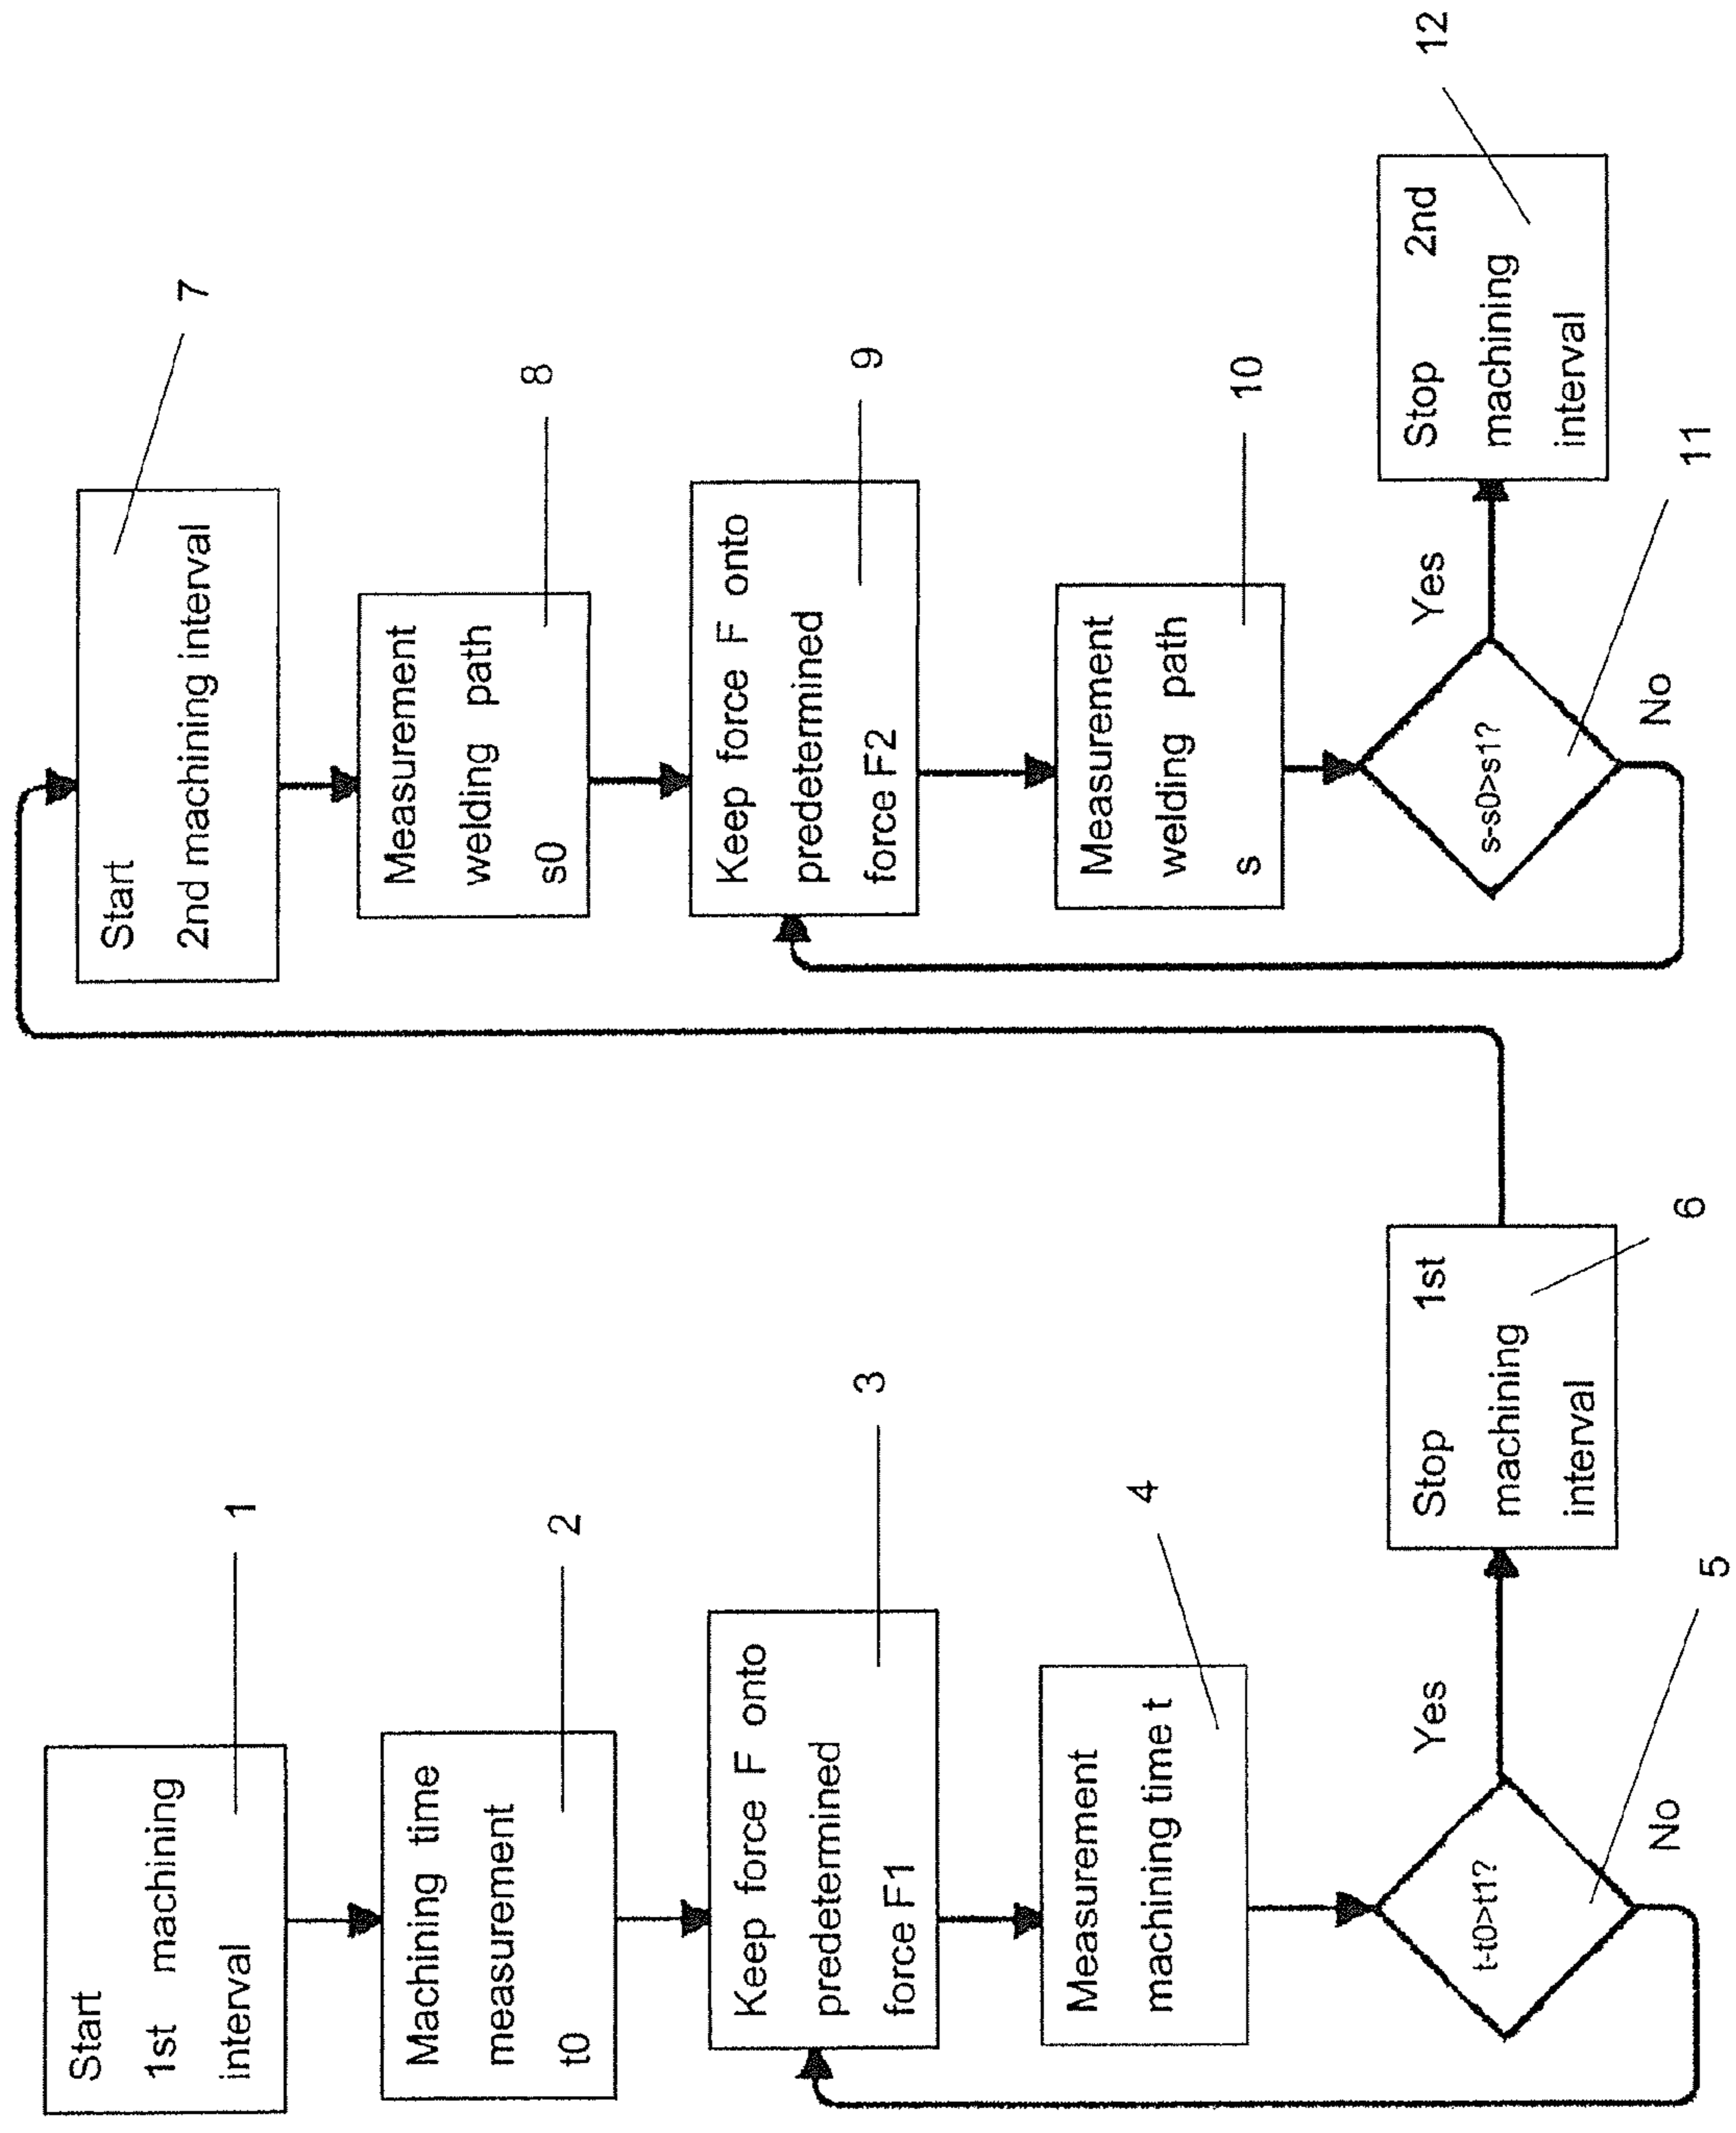 Start
1st machining
interval
1
Machining time
measurement
t0
2
Keep force F onto
predetermined
force F1
3
Measurement
machining time t
4
t-t0>t1?
5
Yes
No
Stop 1st
machining
interval
6
Start
2nd machining interval
7
Measurement
welding path
s0
8
Keep force F onto
predetermined
force F2
9
Measurement
welding path
s
10
s-s0>s1?
11
Yes
No
Stop 2nd
machining
interval
12